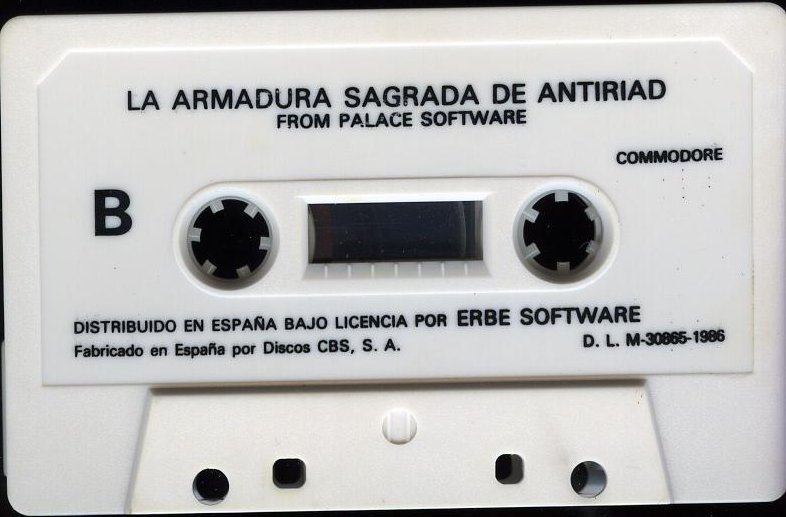 LA ARMADURA SAGRADA DE ANTIRIAD
FROM PALACE SOFTWARE
COMMODORE
B
DISTRIBUIDO EN ESPAÑA BAJO LICENCIA POR ERBE SOFTWARE
Fabricado en España por Discos CBS, S. A.
D. L. M-30865-1986